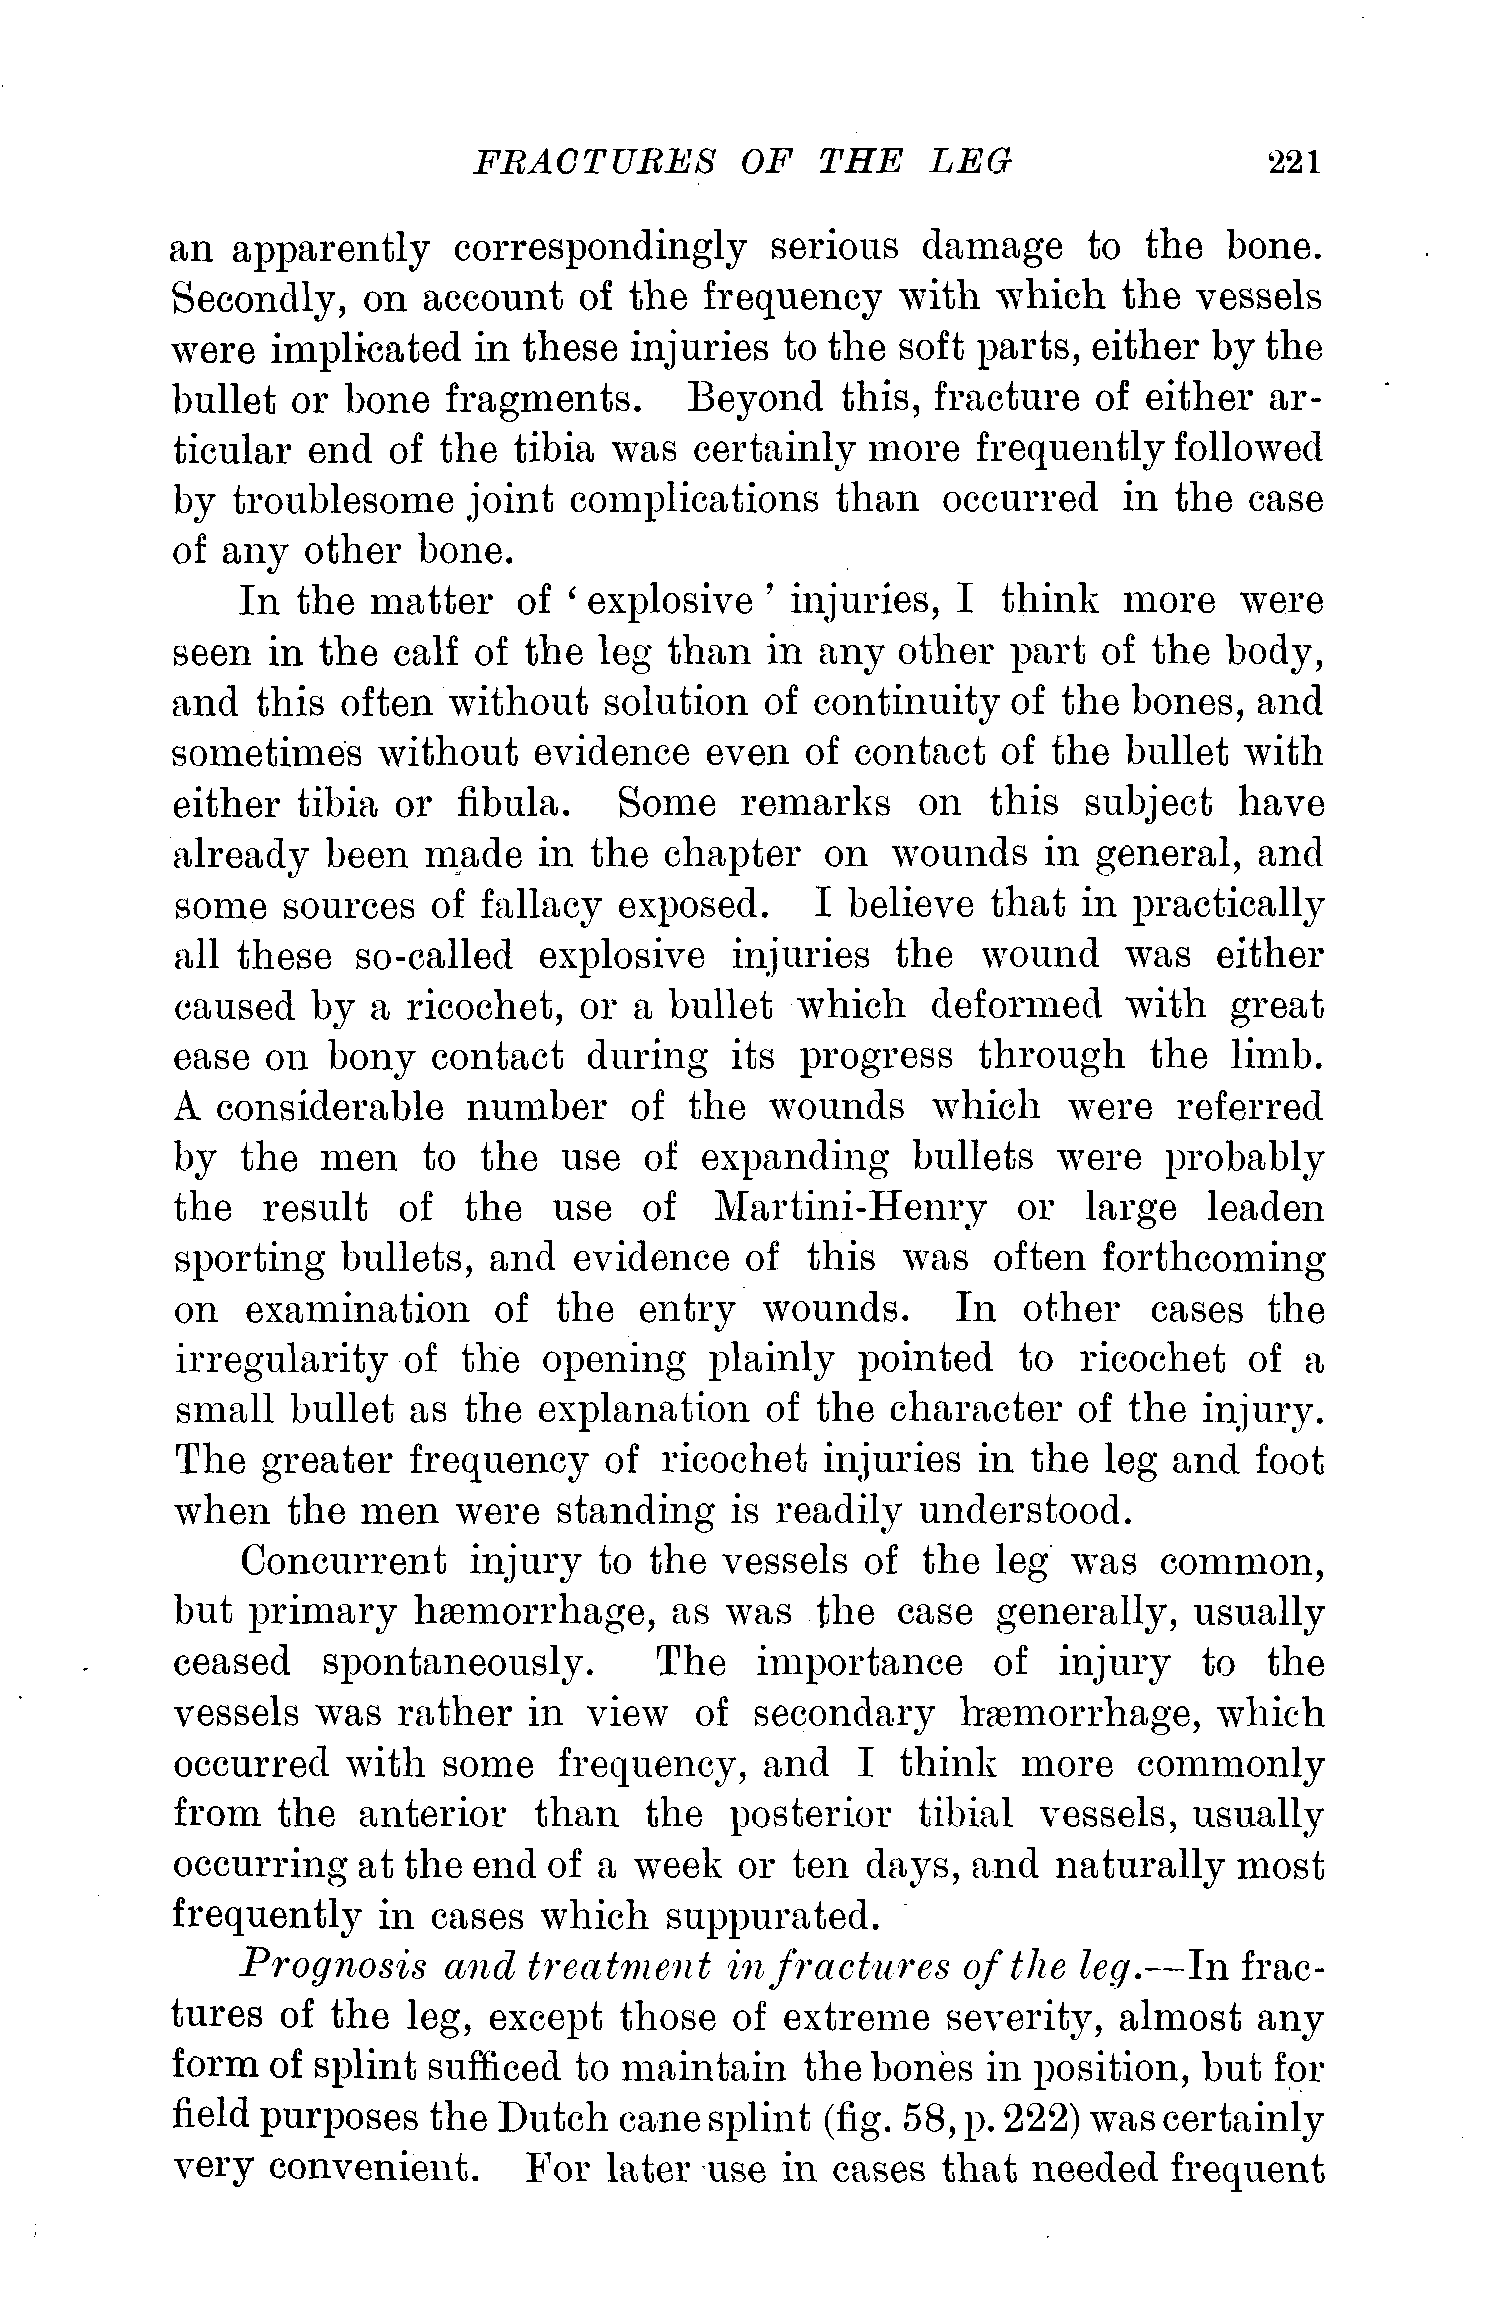 FRACTURES OF THE LEG 221
an apparently correspondingly serious damage to the bone.
Secondly, on account of the frequency with which the vessels
were implicated in these injuries to the soft parts, either by the
bullet or bone fragments. Beyond this, fracture of either ar-
ticular end of the tibia was certainly more frequently followed
by troublesome joint complications than occurred in the case
of any other bone.
In the matter of ‘ explosive ’ injuries, I think more were
seen in the calf of the leg than in any other part of the body,
and this often without solution of continuity of the bones, and
sometimes without evidence even of contact of the bullet with
either tibia or fibula. Some remarks on this subject have
already been made in the chapter on wounds in general, and
some sources of fallacy exposed. I believe that in practically
all these so-called explosive injuries the wound was either
caused by a ricochet, or a bullet which deformed with great
ease on bony contact during its progress through the limb.
A considerable number of the wounds which were referred
by the men to the use of expanding bullets were probably
the result of the use of Martini-Henry or large leaden
sporting bullets, and evidence of this was often forthcoming
on examination of the entry wounds. In other cases the
irregularity of the opening plainly pointed to ricochet of a
small bullet as the explanation of the character of the injury.
The greater frequency of ricochet injuries in the leg and foot
when the men were standing is readily understood.
Concurrent injury to the vessels of the leg was common,
but primary hæmorrhage, as was the case generally, usually
ceased spontaneously. The importance of injury to the
vessels was rather in view of secondary hæmorrhage, which
occurred with some frequency, and I think more commonly
from the anterior than the posterior tibial vessels, usually
occurring at the end of a week or ten days, and naturally most
frequently in cases which suppurated.
Prognosis and treatment in fractures of the leg.—In frac-
tures of the leg, except those of extreme severity, almost any
form of splint sufficed to maintain the bones in position, but for
field purposes the Dutch cane splint (fig. 58, p. 222) was certainly
very convenient. For later use in cases that needed frequent